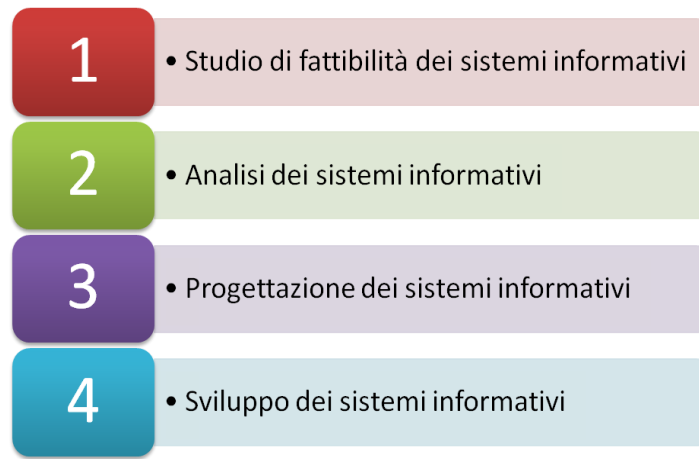 1 • Studio di fattibilità dei sistemi informativi
2 • Analisi dei sistemi informativi
3 • Progettazione dei sistemi informativi
4 • Sviluppo dei sistemi informativi